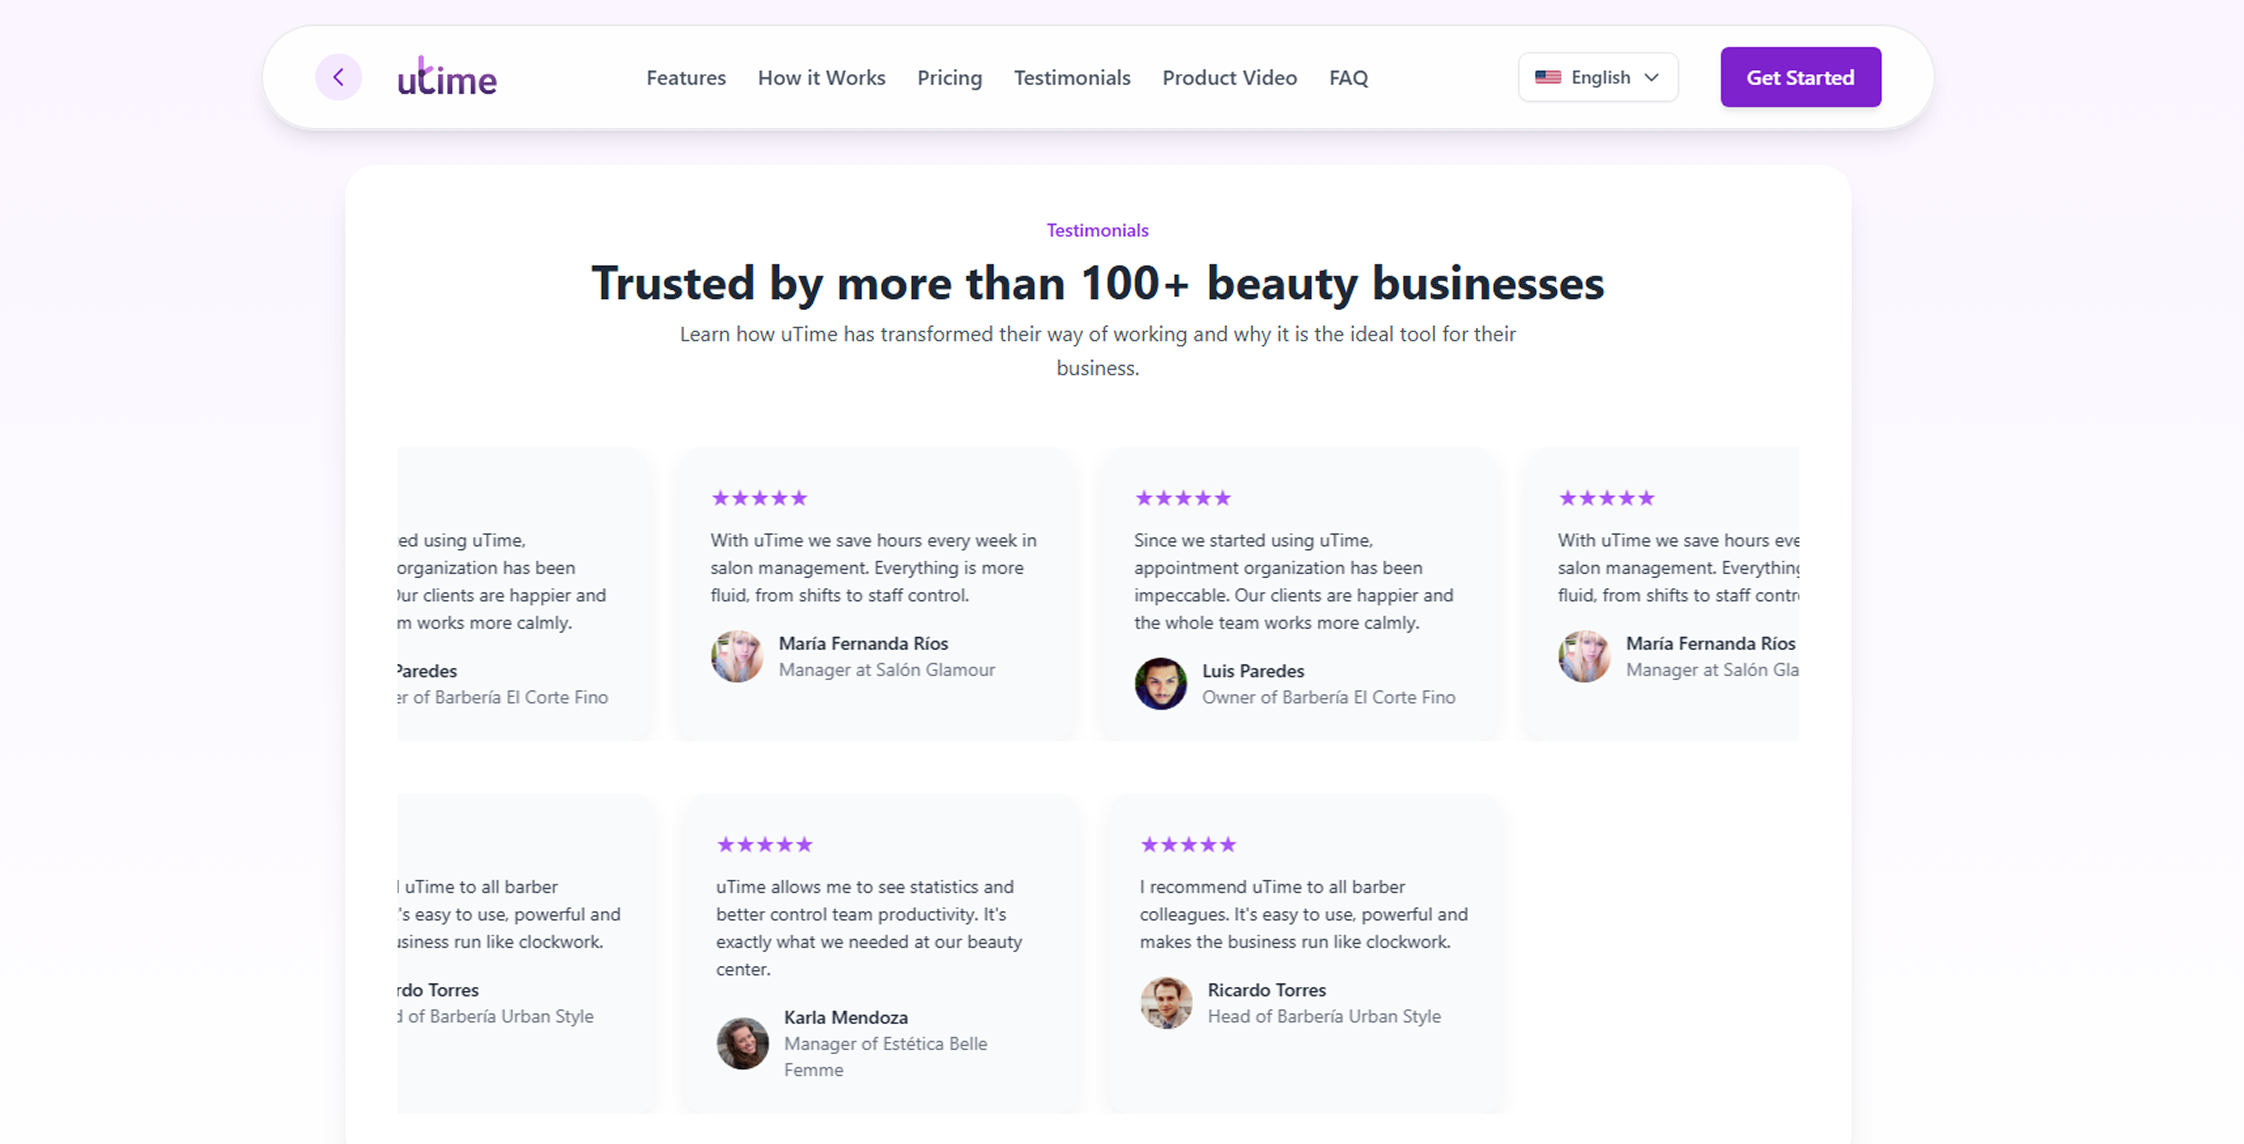 utime
Features
How it Works
Pricing
Testimonials
Product Video
FAQ
English
Get Started
Testimonials
Trusted by more than 100+ beauty businesses
Learn how uTime has transformed their way of working and why it is the ideal tool for their
business.
using uTime,
organization has been
Our clients are happier and
works more calmly.
Paredes
of Barbería El Corte Fino
★★★★★
With uTime we save hours every week in
salon management. Everything is more
fluid, from shifts to staff control.
María Fernanda Ríos
Manager at Salón Glamour
★★★★★
Since we started using uTime,
appointment organization has been
impeccable. Our clients are happier and
the whole team works more calmly.
Luis Paredes
Owner of Barbería El Corte Fino
★★★★★
With uTime we save hours eve
salon management. Everything
fluid, from shifts to staff contr
María Fernanda Ríos
Manager at Salón Gla
uTime to all barber
's easy to use, powerful and
usiness run like clockwork.
rdo Torres
of Barbería Urban Style
★★★★★
uTime allows me to see statistics and
better control team productivity. It's
exactly what we needed at our beauty
center.
Karla Mendoza
Manager of Estética Belle
Femme
★★★★★
I recommend uTime to all barber
colleagues. It's easy to use, powerful and
makes the business run like clockwork.
Ricardo Torres
Head of Barbería Urban Style